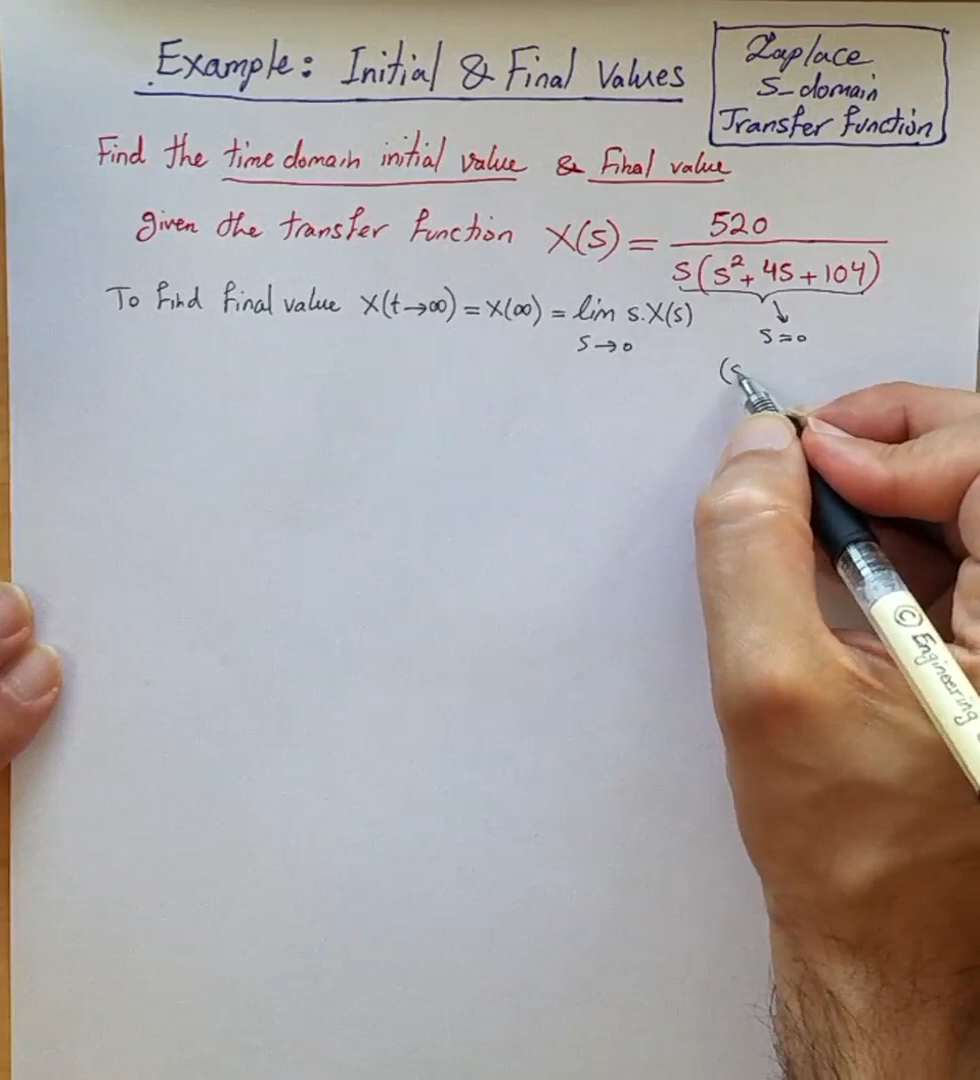 Example: Initial & Final Values
Laplace
S-domain
Transfer function
Find the time domain initial value & Final value
given the transfer function X(s) = 520 / s(s²+4s+104)
To find final value x(t→∞) = x(∞) = lim s.X(s)
s→0
s=0
(s
© Engineering